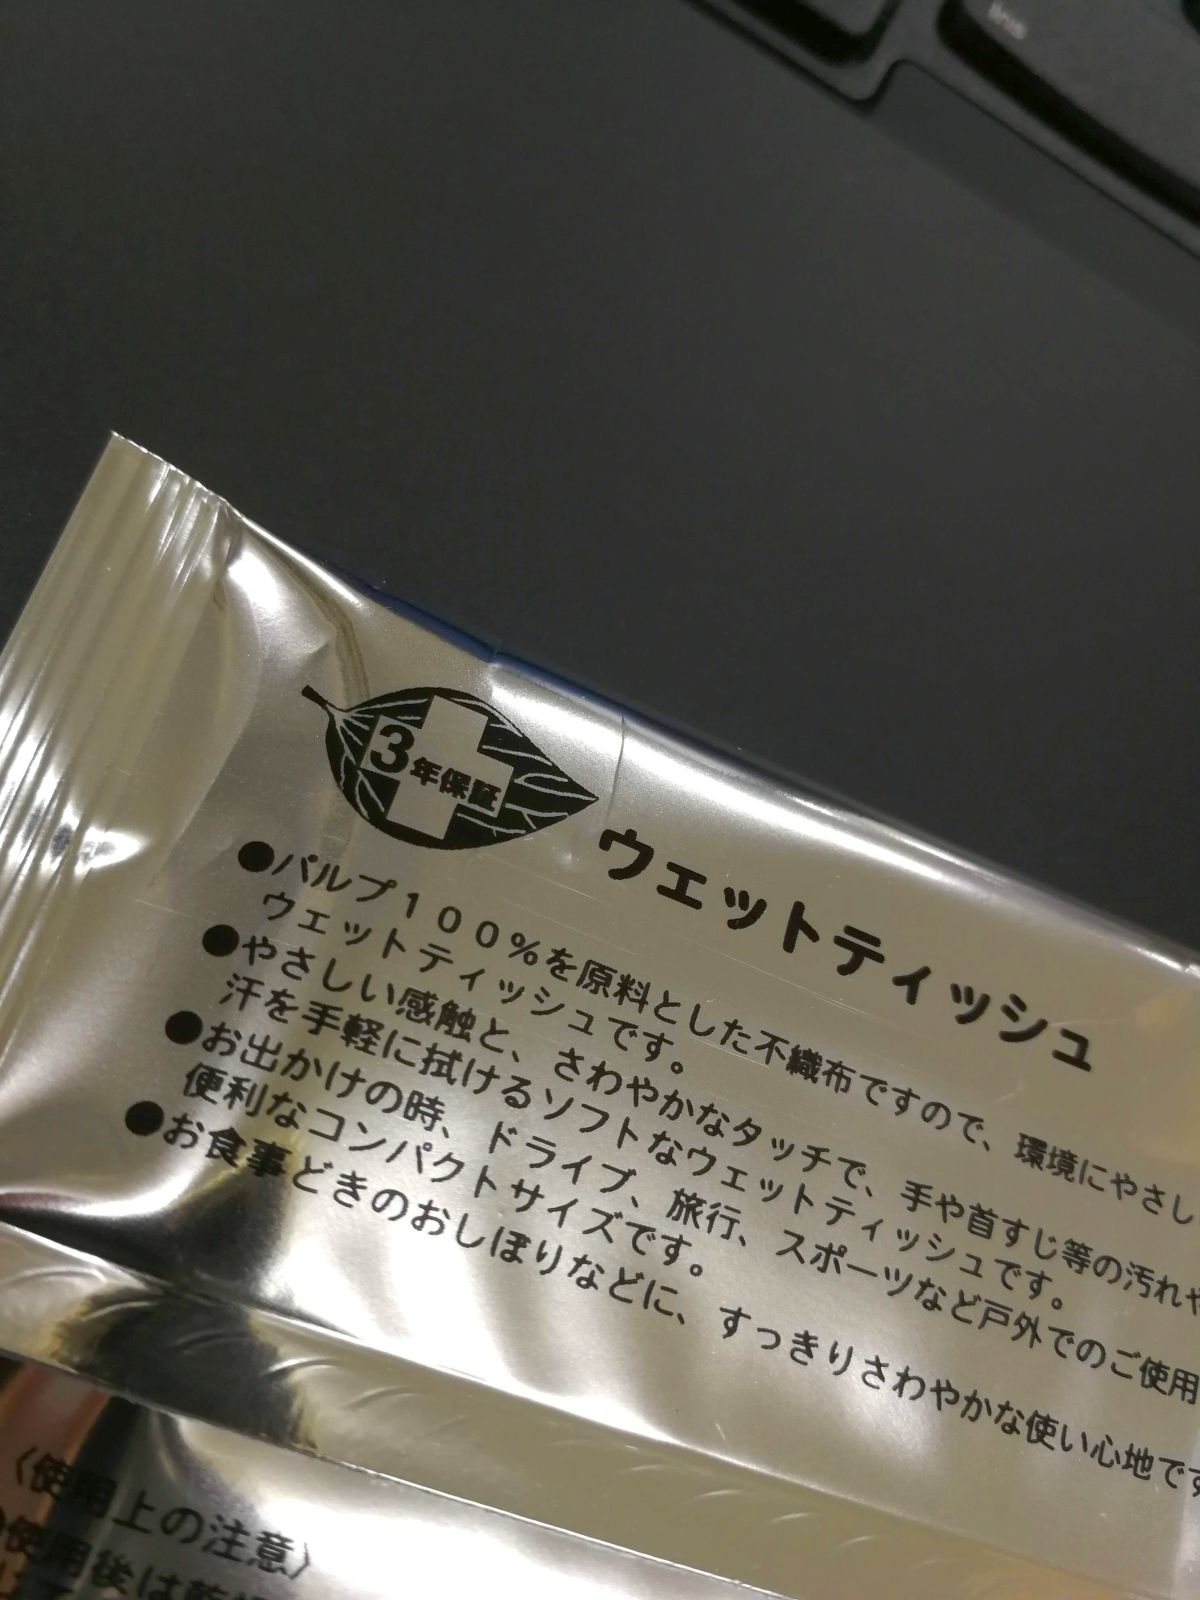 Ins
3年保証
ウェットティッシュ
●パルプ100%を原料とした不織布ですので、環境にやさし
ウェットティッシュです。
●やさしい感触と、さわやかなタッチで、手や首すじ等の汚れや
汗を手軽に拭けるソフトなウェットティッシュです。
●お出かけの時、ドライブ、旅行、スポーツなど戸外でのご使用
便利なコンパクトサイズです。
●お食事どきのおしぼりなどに、すっきりさわやかな使い心地です
〈使用上の注意〉
●使用後は